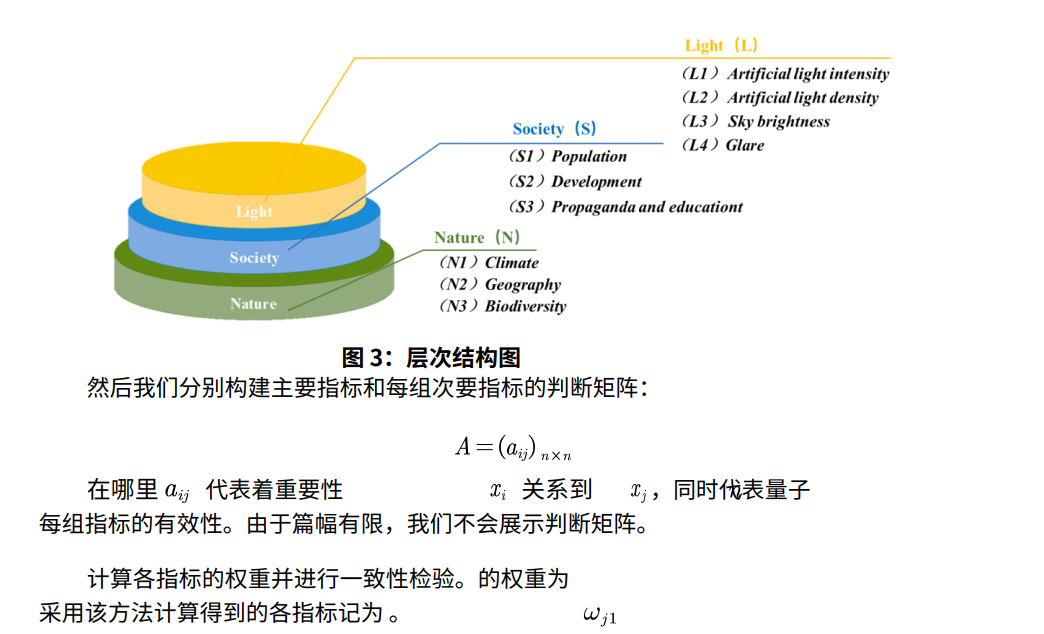 Light（L）
（L1）Artificial light intensity
（L2）Artificial light density
（L3）Sky brightness
（L4）Glare
Society（S）
（S1）Population
（S2）Development
（S3）Propaganda and educationt
Nature（N）
（N1）Climate
（N2）Geography
（N3）Biodiversity
Light
Society
Nature
图 3：层次结构图
然后我们分别构建主要指标和每组次要指标的判断矩阵：
A = (a_{ij})_{n×n}
在哪里 a_{ij} 代表着重要性 x_i 关系到 x_j，同时代表量子
每组指标的有效性。由于篇幅有限，我们不会展示判断矩阵。
计算各指标的权重并进行一致性检验。的权重为
采用该方法计算得到的各指标记为 。 ω_{j1}